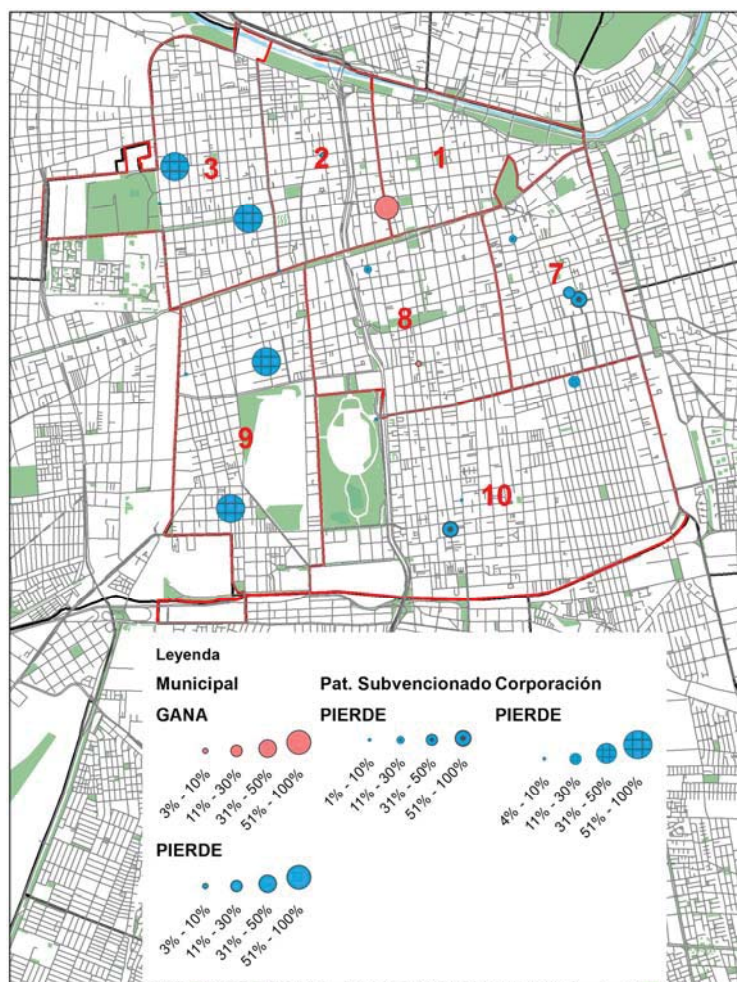 3
2
1
7
8
9
10
Leyenda
Municipal
GANA
3% - 10%
11% - 30%
31% - 50%
51% - 100%
PIERDE
3% - 10%
11% - 30%
31% - 50%
51% - 100%
Pat. Subvencionado
PIERDE
1% - 10%
11% - 30%
31% - 50%
51% - 100%
Corporación
PIERDE
4% - 10%
11% - 30%
31% - 50%
51% - 100%